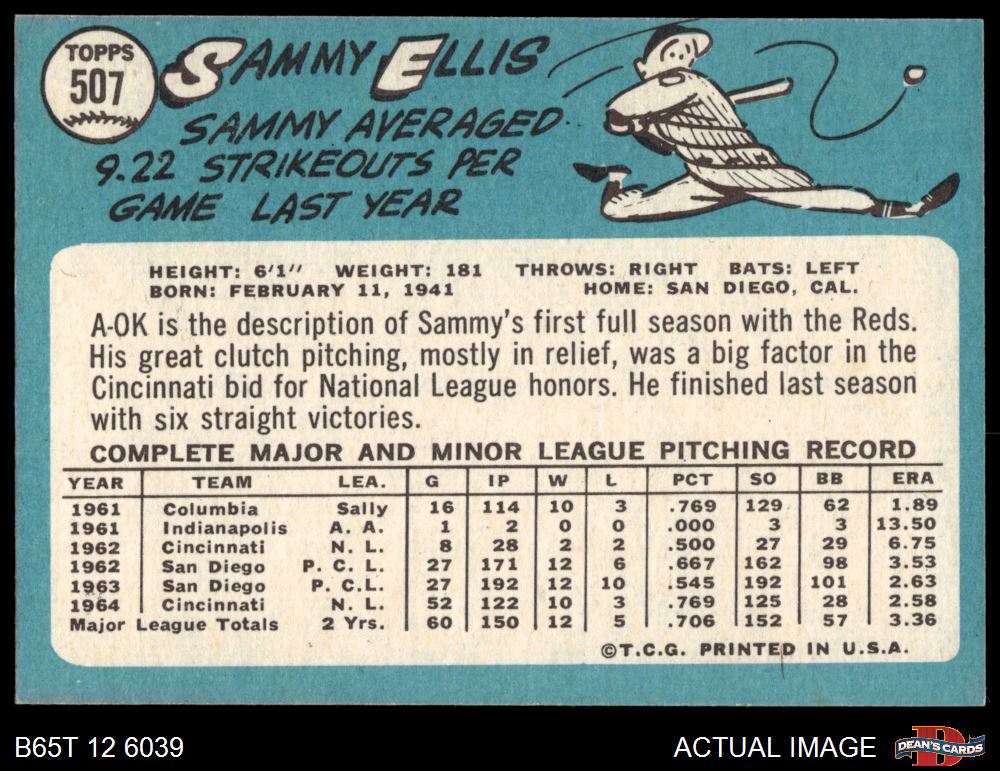 TOPPS
507
SAMMY ELLIS
SAMMY AVERAGED
9.22 STRIKEOUTS PER
GAME LAST YEAR
HEIGHT: 6'1" WEIGHT: 181 THROWS: RIGHT BATS: LEFT
BORN: FEBRUARY 11, 1941 HOME: SAN DIEGO, CAL.
A-OK is the description of Sammy's first full season with the Reds.
His great clutch pitching, mostly in relief, was a big factor in the
Cincinnati bid for National League honors. He finished last season
with six straight victories.
COMPLETE MAJOR AND MINOR LEAGUE PITCHING RECORD
YEAR TEAM LEA. G IP W L PCT SO BB ERA
1961 Columbia Sally 16 114 10 3 .769 129 62 1.89
1961 Indianapolis A. A. 1 2 0 0 .000 3 3 13.50
1962 Cincinnati N. L. 8 28 2 2 .500 27 29 6.75
1962 San Diego P. C. L. 27 171 12 6 .667 162 98 3.53
1963 San Diego P. C.L. 27 192 12 10 .545 192 101 2.63
1964 Cincinnati N. L. 52 122 10 3 .769 125 28 2.58
Major League Totals 2 Yrs. 60 150 12 5 .706 152 57 3.36
©T.C.G. PRINTED IN U.S.A.
B65T 12 6039 ACTUAL IMAGE DEAN'S CARDS